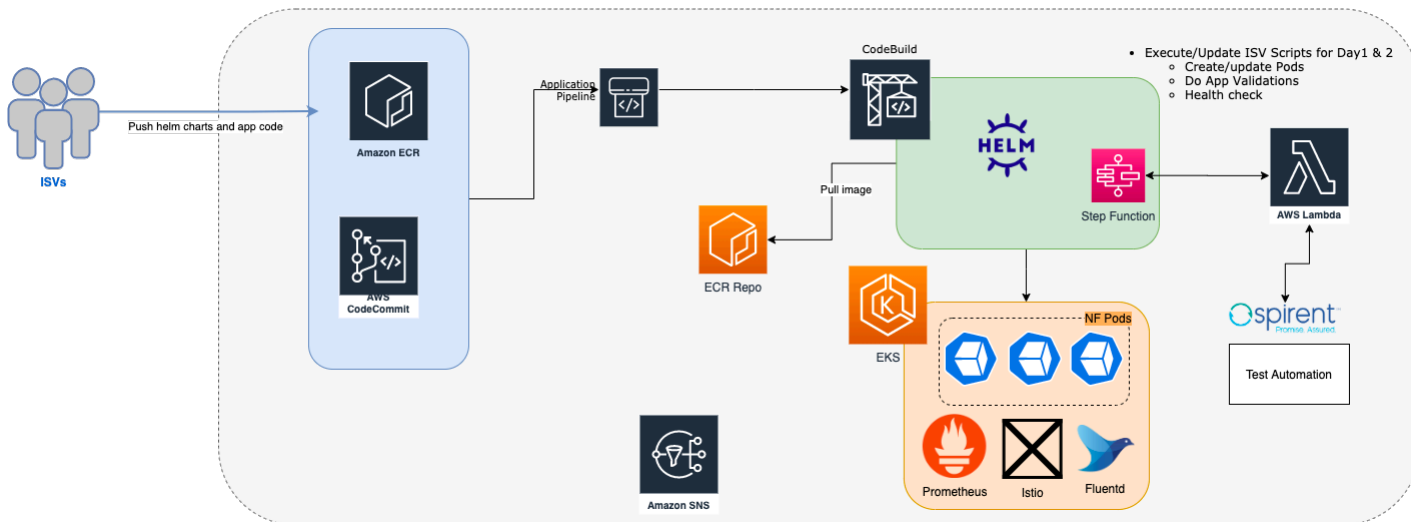 ISVs
Push helm charts and app code
Amazon ECR
AWS
CodeCommit
Application
Pipeline
CodeBuild
HELM
Pull image
ECR Repo
Step Function
• Execute/Update ISV Scripts for Day1 & 2
○ Create/update Pods
○ Do App Validations
○ Health check
AWS Lambda
spirent™
Promise. Assured.
Test Automation
EKS
K
NF Pods
Prometheus
Istio
Fluentd
Amazon SNS